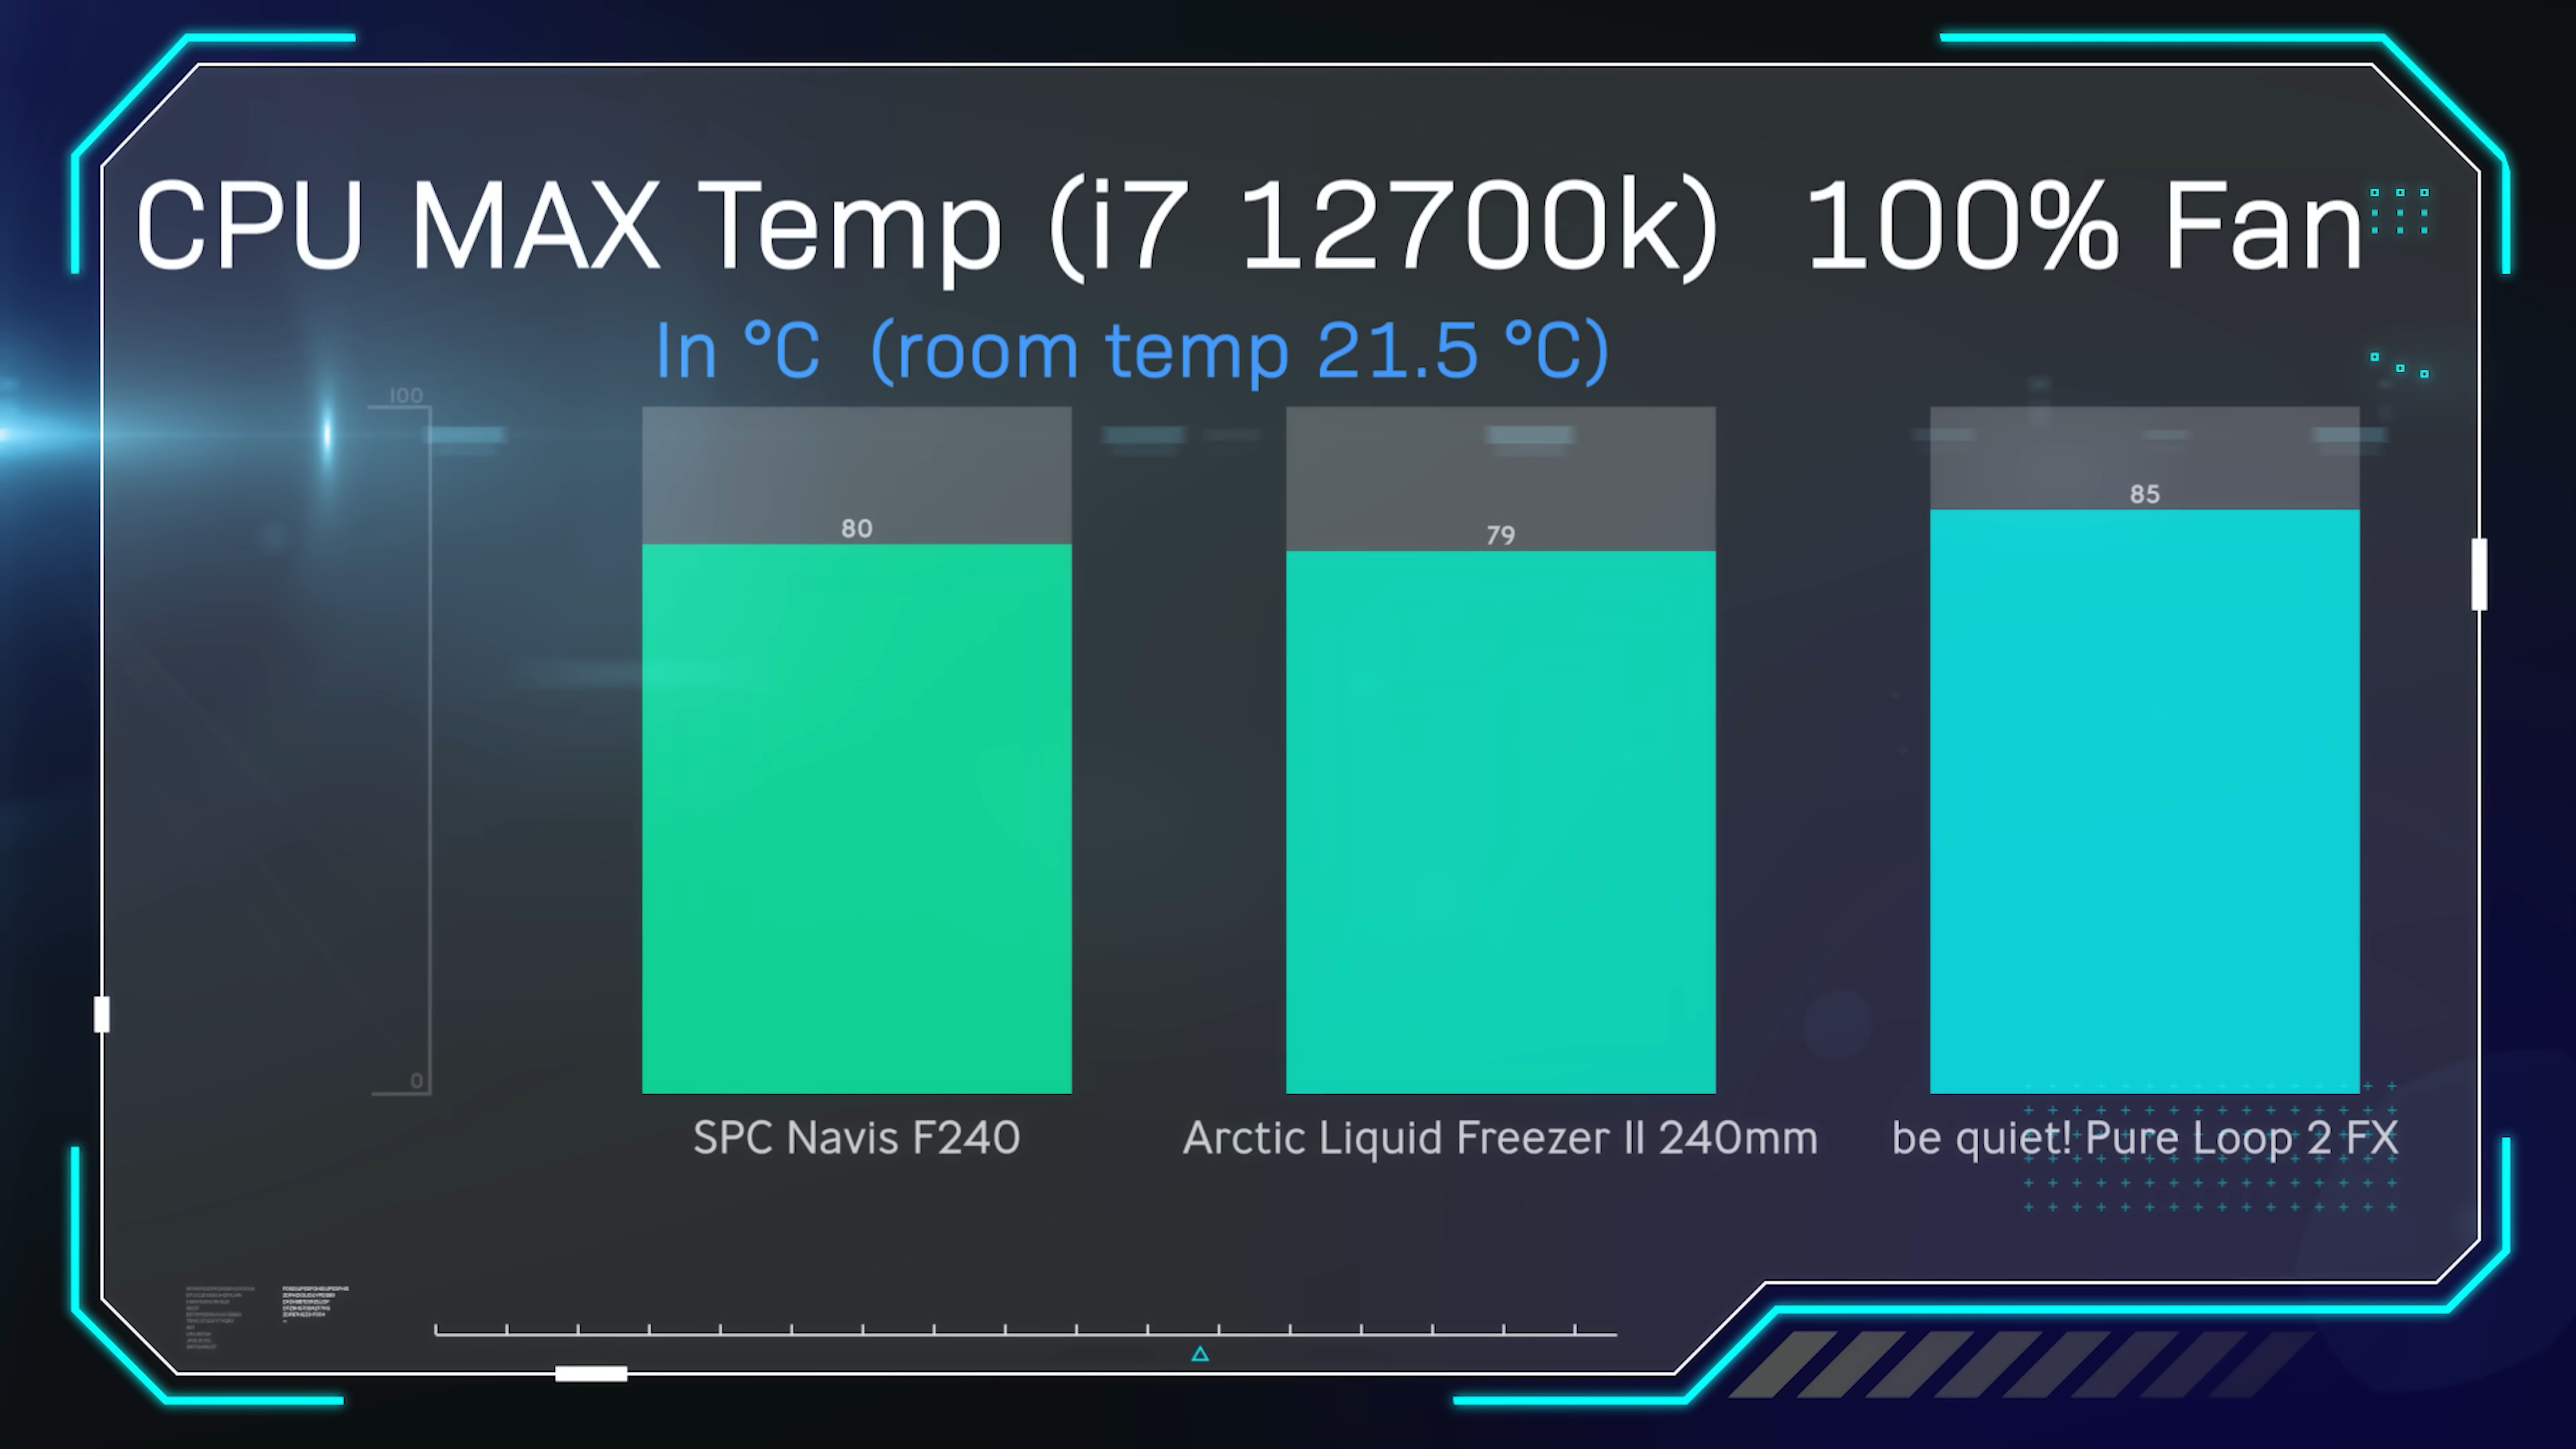 CPU MAX Temp (i7 12700k) 100% Fan
In °C (room temp 21.5 °C)
100
80
79
85
0
SPC Navis F240
Arctic Liquid Freezer II 240mm
be quiet! Pure Loop 2 FX